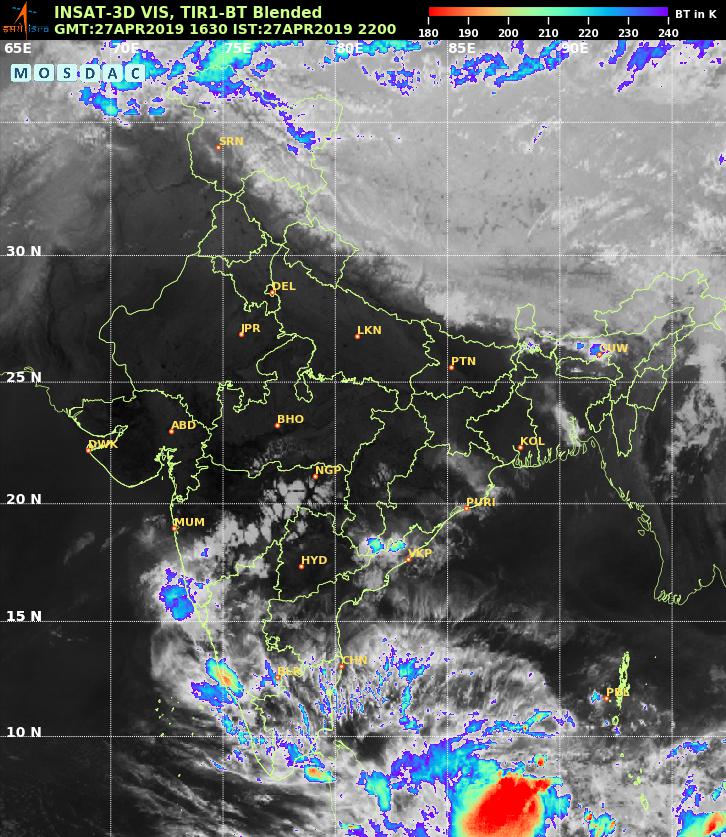 INSAT-3D VIS, TIR1-BT Blended
GMT:27APR2019 1630 IST:27APR2019 2200
BT in K
180 190 200 210 220 230 240
65E 70E 75E 80E 85E 90E
M O S D A C
SRN
30 N
DEL
JPR
LKN
GUW
PTN
25 N
BHO
ABD
DWK
KOL
NGP
20 N
PURI
MUM
VKP
HYD
15 N
CHN
BLR
PBL
10 N